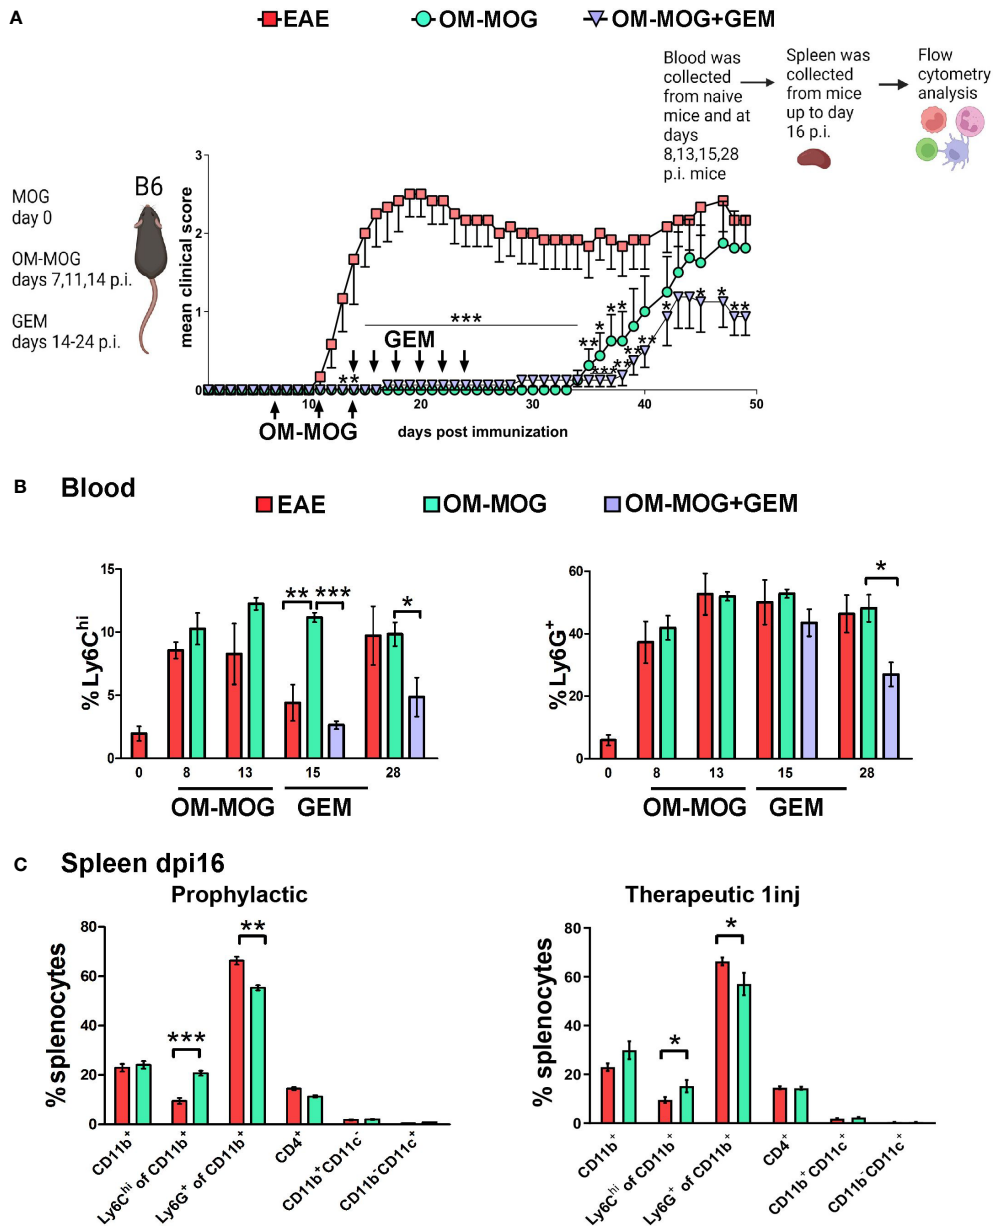 A
EAE
OM-MOG
OM-MOG+GEM
Blood was
collected
from naive
mice and at
days
8,13,15,28
p.i. mice
Spleen was
collected
from mice
up to day
16 p.i.
Flow
cytometry
analysis
MOG
day 0
OM-MOG
days 7,11,14 p.i.
GEM
days 14-24 p.i.
B6
mean clinical score
3
2
1
0
***
GEM
**
** * * * *** ** ** ** * * * **
10 20 30 40 50
OM-MOG
days post immunization
B Blood
EAE
OM-MOG
OM-MOG+GEM
% Ly6Chi
15
10
5
0
** *** *
0 8 13 15 28
OM-MOG GEM
% Ly6G+
60
40
20
0
*
0 8 13 15 28
OM-MOG GEM
C Spleen dpi16
Prophylactic
% splenocytes
80
60
40
20
0
***
**
CD11b+
Ly6Chi of CD11b+
Ly6G+ of CD11b+
CD4+
CD11b+CD11c-
CD11b-CD11c+
Therapeutic 1inj
% splenocytes
80
60
40
20
0
*
*
CD11b+
Ly6Chi of CD11b+
Ly6G+ of CD11b+
CD4+
CD11b+CD11c+
CD11b-CD11c+